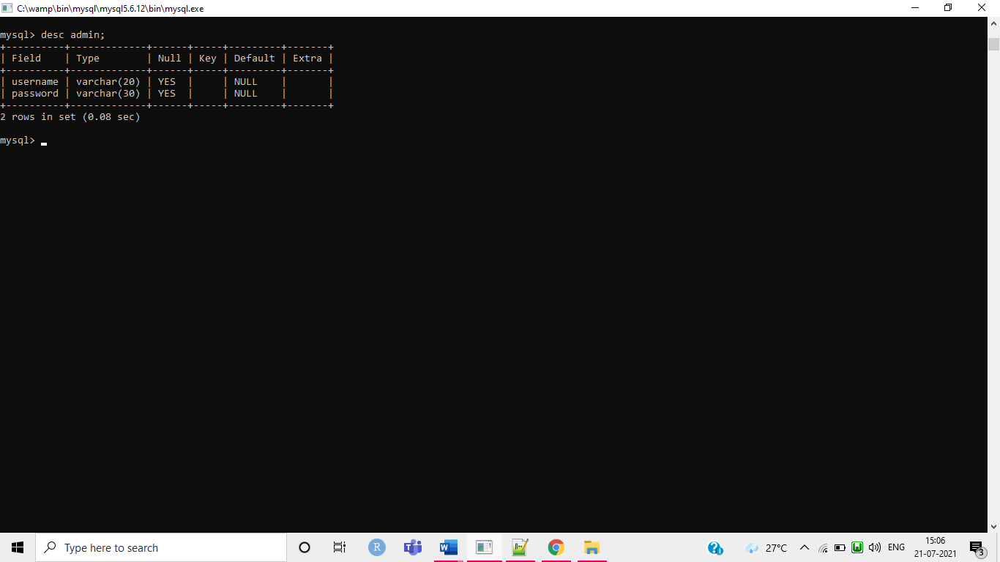 C:\wamp\bin\mysql\mysql5.6.12\bin\mysql.exe
mysql> desc admin;
+----------+-------------+------+-----+---------+-------+
| Field    | Type        | Null | Key | Default | Extra |
+----------+-------------+------+-----+---------+-------+
| username | varchar(20) | YES  |     | NULL    |       |
| password | varchar(30) | YES  |     | NULL    |       |
+----------+-------------+------+-----+---------+-------+
2 rows in set (0.08 sec)
mysql>
Type here to search
27°C
ENG
15:06
21-07-2021
3